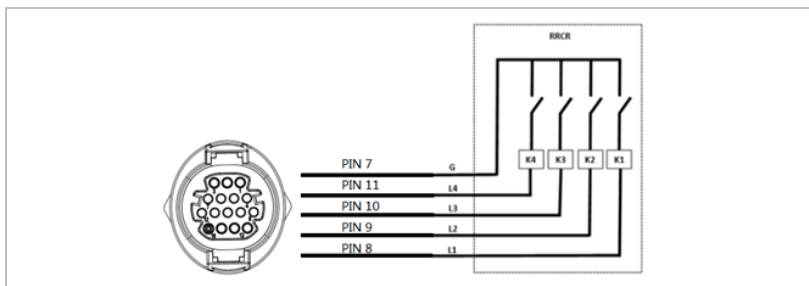 RRCR
K4 K3 K2 K1
PIN 7 G
PIN 11 L4
PIN 10 L3
PIN 9 L2
PIN 8 L1